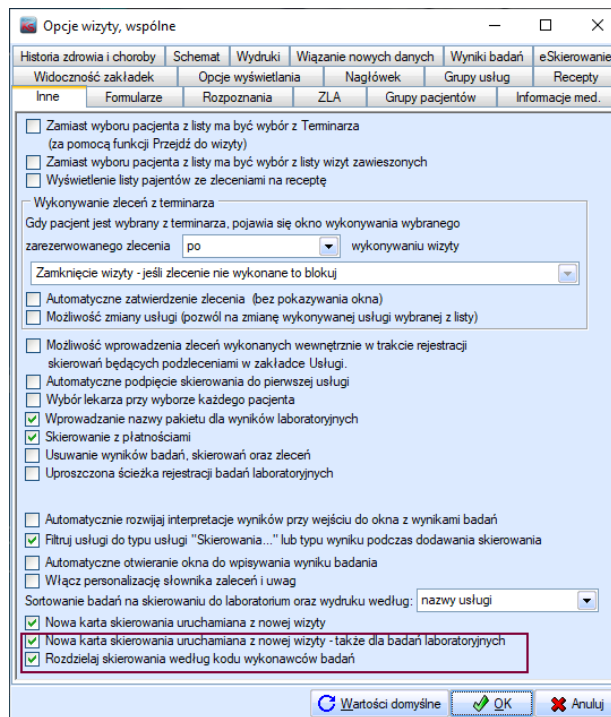 Opcje wizyty, wspólne
Historia zdrowia i choroby Schemat Wydruki Wiązanie nowych danych Wyniki badań eSkierowanie
Widoczność zakładek Opcje wyświetlania Nagłówek Grupy usług Recepty
Inne Formularze Rozpoznania ZLA Grupy pacjentów Informacje med.
Zamiast wyboru pacjenta z listy ma być wybór z Terminarza
(za pomocą funkcji Przejdź do wizyty)
Zamiast wyboru pacjenta z listy ma być wybór z listy wizyt zawieszonych
Wyświetlenie listy pajentów ze zleceniami na receptę
Wykonywanie zleceń z terminarza
Gdy pacjent jest wybrany z terminarza, pojawia się okno wykonywania wybranego
zarezerwowanego zlecenia po wykonywaniu wizyty
Zamknięcie wizyty - jeśli zlecenie nie wykonane to blokuj
Automatyczne zatwierdzenie zlecenia (bez pokazywania okna)
Możliwość zmiany usługi (pozwól na zmianę wykonywanej usługi wybranej z listy)
Możliwość wprowadzenia zleceń wykonanych wewnętrznie w trakcie rejestracji
skierowań będących podzleceniami w zakładce Usługi.
Automatyczne podpięcie skierowania do pierwszej usługi
Wybór lekarza przy wyborze każdego pacjenta
Wprowadzanie nazwy pakietu dla wyników laboratoryjnych
Skierowanie z płatnościami
Usuwanie wyników badań, skierowań oraz zleceń
Uproszczona ścieżka rejestracji badań laboratoryjnych
Automatycznie rozwijaj interpretacje wyników przy wejściu do okna z wynikami badań
Filtruj usługi do typu usługi "Skierowania..." lub typu wyniku podczas dodawania skierowania
Automatyczne otwieranie okna do wpisywania wyniku badania
Włącz personalizację słownika zaleceń i uwag
Sortowanie badań na skierowaniu do laboratorium oraz wydruku według: nazwy usługi
Nowa karta skierowania uruchamiana z nowej wizyty
Nowa karta skierowania uruchamiana z nowej wizyty - także dla badań laboratoryjnych
Rozdzielaj skierowania według kodu wykonawców badań
Wartości domyślne OK Anuluj